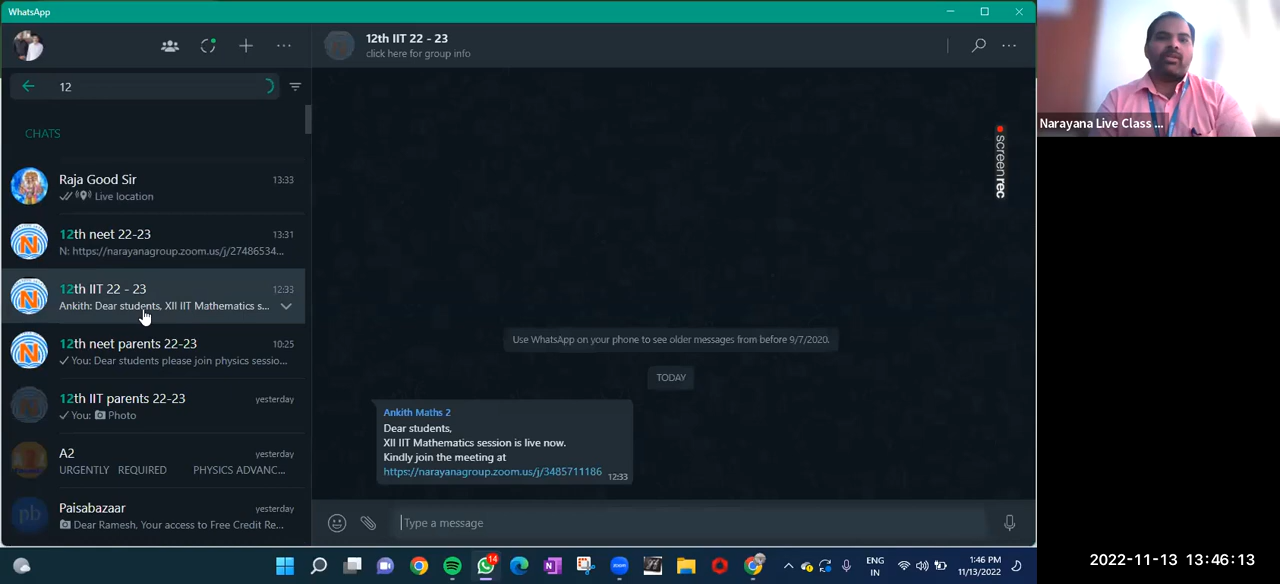 WhatsApp
12
CHATS
Raja Good Sir
13:33
Live location
12th neet 22-23
13:31
N: https://narayanagroup.zoom.us/j/27486534...
12th IIT 22 - 23
12:33
Ankith: Dear students, XII IIT Mathematics s...
12th neet parents 22-23
10:25
You: Dear students please join physics sessio...
12th IIT parents 22-23
yesterday
You: Photo
A2
yesterday
URGENTLY REQUIRED PHYSICS ADVANC...
Paisabazaar
yesterday
Dear Ramesh, Your access to Free Credit Re...
12th IIT 22 - 23
click here for group info
screenrec
Use WhatsApp on your phone to see older messages from before 9/7/2020.
TODAY
Ankith Maths 2
Dear students,
XII IIT Mathematics session is live now.
Kindly join the meeting at
https://narayanagroup.zoom.us/j/3485711186
12:33
Type a message
Narayana Live Class ...
14
ENG
IN
1:46 PM
11/13/2022
2022-11-13 13:46:13